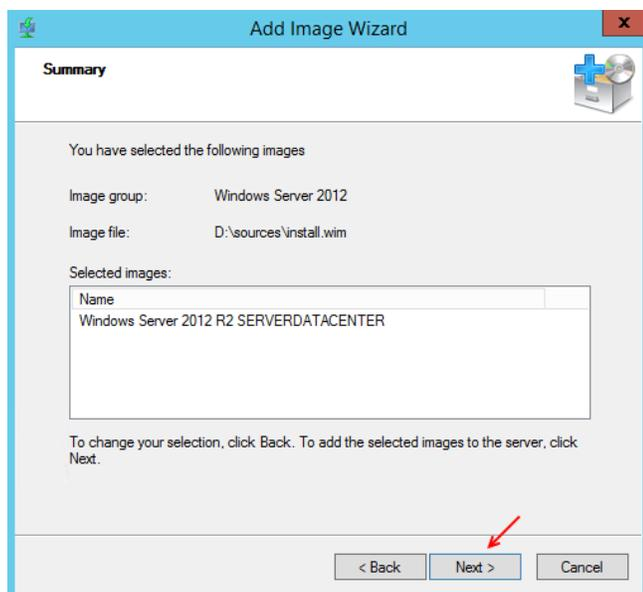 Add Image Wizard
x
Summary
You have selected the following images
Image group: Windows Server 2012
Image file: D:\sources\install.wim
Selected images:
Name
Windows Server 2012 R2 SERVERDATACENTER
To change your selection, click Back. To add the selected images to the server, click
Next.
< Back Next > Cancel